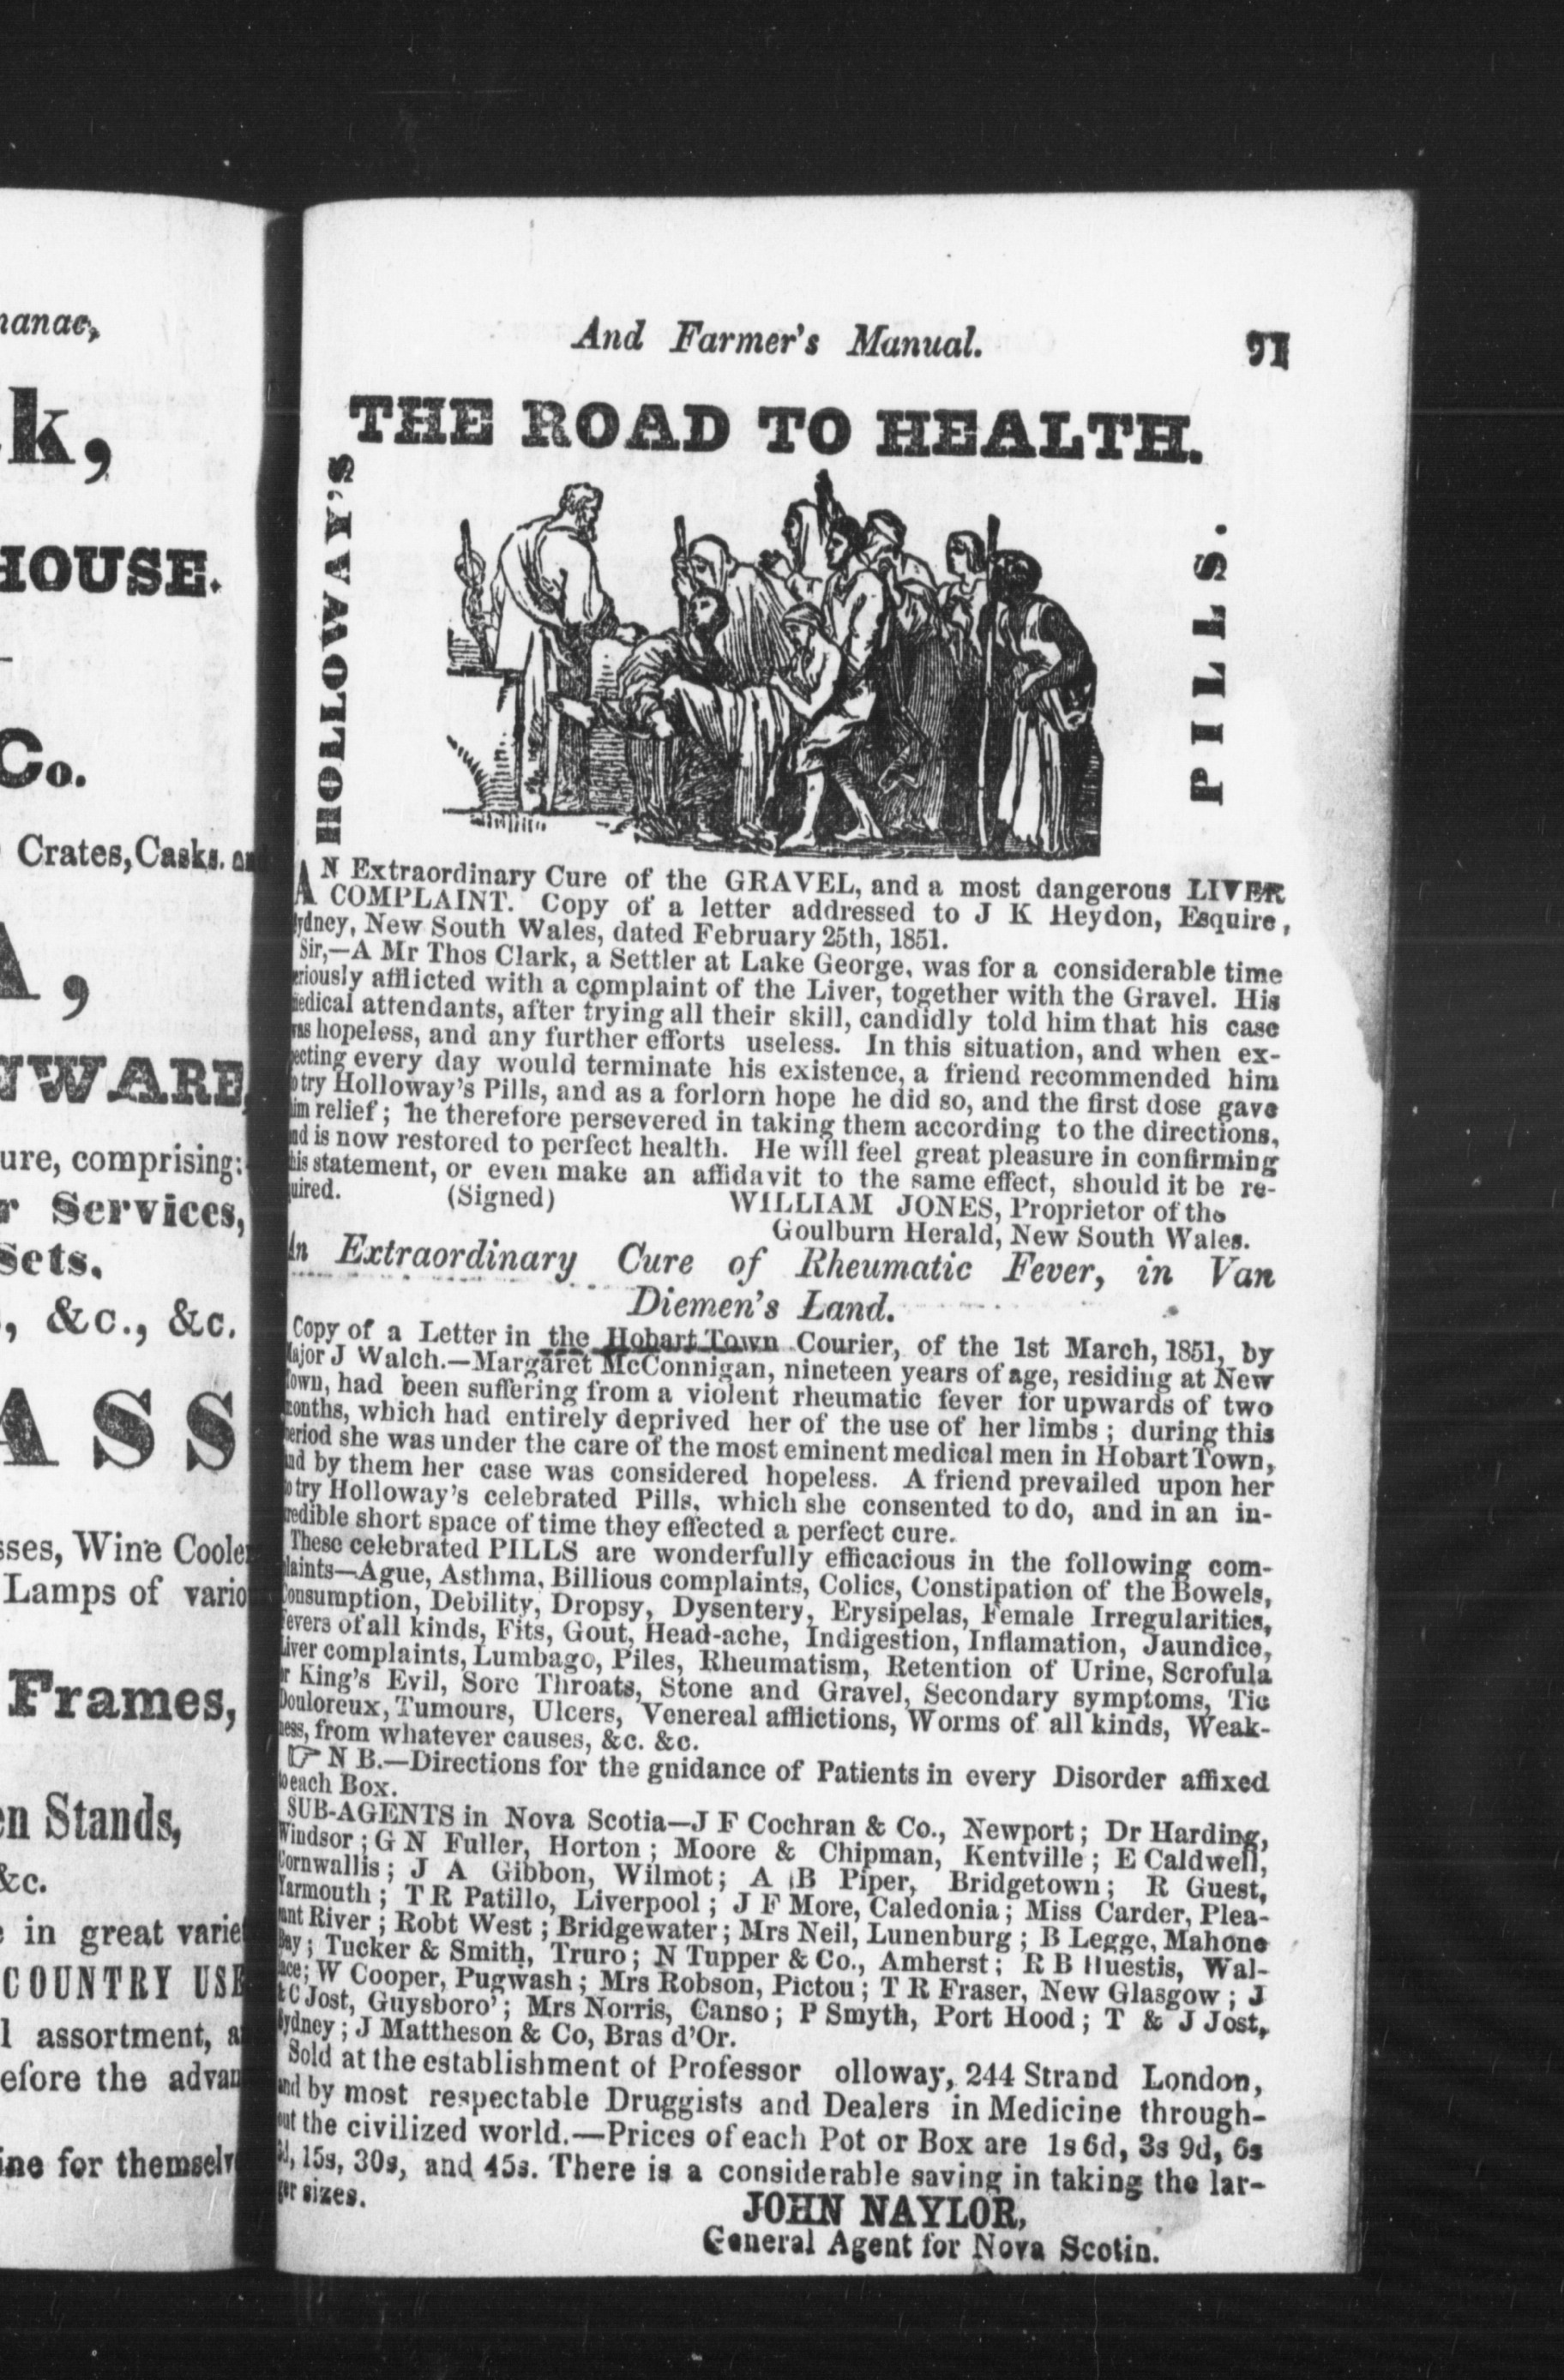 nanac,
k,
HOUSE.
Co.
Crates, Casks. an
A,
NWARE,
ure, comprising:
r Services,
Sets.
, &c., &c.
ASS
sses, Wine Cooler
Lamps of vario
Frames,
en Stands,
&c.
e in great varie
COUNTRY USE
l assortment, a
efore the advan
ine for themselv
And Farmer's Manual.
91
THE ROAD TO HEALTH.
HOLLOWAY'S
PILLS.
AN Extraordinary Cure of the GRAVEL, and a most dangerous LIVER
COMPLAINT. Copy of a letter addressed to J K Heydon, Esquire,
ydney, New South Wales, dated February 25th, 1851.
Sir,—A Mr Thos Clark, a Settler at Lake George, was for a considerable time
eriously afflicted with a complaint of the Liver, together with the Gravel. His
medical attendants, after trying all their skill, candidly told him that his case
was hopeless, and any further efforts useless. In this situation, and when ex-
pecting every day would terminate his existence, a friend recommended him
to try Holloway's Pills, and as a forlorn hope he did so, and the first dose gave
him relief; he therefore persevered in taking them according to the directions,
and is now restored to perfect health. He will feel great pleasure in confirming
this statement, or even make an affidavit to the same effect, should it be re-
quired. (Signed) WILLIAM JONES, Proprietor of the
Goulburn Herald, New South Wales.
An Extraordinary Cure of Rheumatic Fever, in Van
Diemen's Land.
Copy of a Letter in the Hobart Town Courier, of the 1st March, 1851, by
Major J Walch.—Margaret McConnigan, nineteen years of age, residing at New
Town, had been suffering from a violent rheumatic fever for upwards of two
months, which had entirely deprived her of the use of her limbs; during this
period she was under the care of the most eminent medical men in Hobart Town,
and by them her case was considered hopeless. A friend prevailed upon her
to try Holloway's celebrated Pills, which she consented to do, and in an in-
credible short space of time they effected a perfect cure.
These celebrated PILLS are wonderfully efficacious in the following com-
plaints—Ague, Asthma, Billious complaints, Colics, Constipation of the Bowels,
Consumption, Debility, Dropsy, Dysentery, Erysipelas, Female Irregularities,
Fevers of all kinds, Fits, Gout, Head-ache, Indigestion, Inflamation, Jaundice,
Liver complaints, Lumbago, Piles, Rheumatism, Retention of Urine, Scrofula
or King's Evil, Sore Throats, Stone and Gravel, Secondary symptoms, Tic
Douloreux, Tumours, Ulcers, Venereal afflictions, Worms of all kinds, Weak-
ness, from whatever causes, &c. &c.
☞ N B.—Directions for the gnidance of Patients in every Disorder affixed
to each Box.
SUB-AGENTS in Nova Scotia—J F Cochran & Co., Newport; Dr Harding,
Windsor; G N Fuller, Horton; Moore & Chipman, Kentville; E Caldwell,
Cornwallis; J A Gibbon, Wilmot; A B Piper, Bridgetown; R Guest,
Yarmouth; T R Patillo, Liverpool; J F More, Caledonia; Miss Carder, Plea-
sant River; Robt West; Bridgewater; Mrs Neil, Lunenburg; B Legge, Mahone
Bay; Tucker & Smith, Truro; N Tupper & Co., Amherst; R B Huestis, Wal-
lace; W Cooper, Pugwash; Mrs Robson, Pictou; T R Fraser, New Glasgow; J
& C Jost, Guysboro'; Mrs Norris, Canso; P Smyth, Port Hood; T & J Jost,
Sydney; J Mattheson & Co, Bras d'Or.
Sold at the establishment of Professor olloway, 244 Strand London,
and by most respectable Druggists and Dealers in Medicine through-
out the civilized world.—Prices of each Pot or Box are 1s 6d, 3s 9d, 6s
3d, 15s, 30s, and 45s. There is a considerable saving in taking the lar-
ger sizes.
JOHN NAYLOR,
General Agent for Nova Scotia.